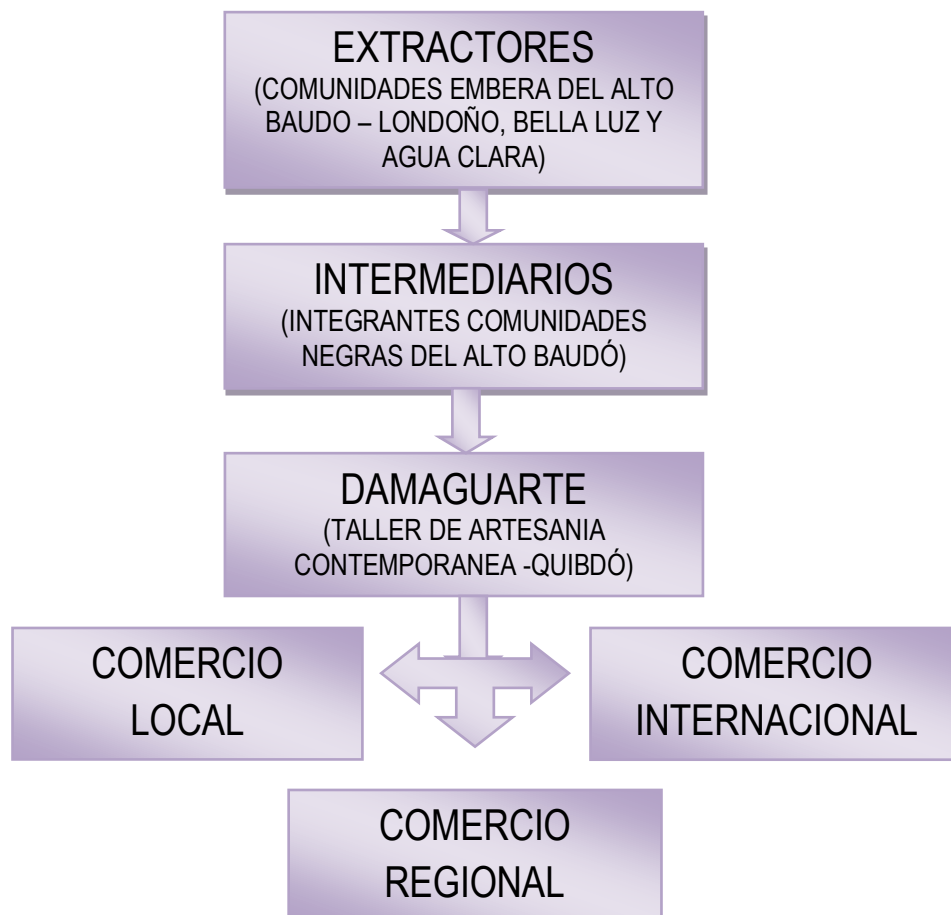 EXTRACTORES
(COMUNIDADES EMBERA DEL ALTO
BAUDO – LONDOÑO, BELLA LUZ Y
AGUA CLARA)
INTERMEDIARIOS
(INTEGRANTES COMUNIDADES
NEGRAS DEL ALTO BAUDÓ)
DAMAGUARTE
(TALLER DE ARTESANIA
CONTEMPORANEA -QUIBDÓ)
COMERCIO
LOCAL
COMERCIO
INTERNACIONAL
COMERCIO
REGIONAL